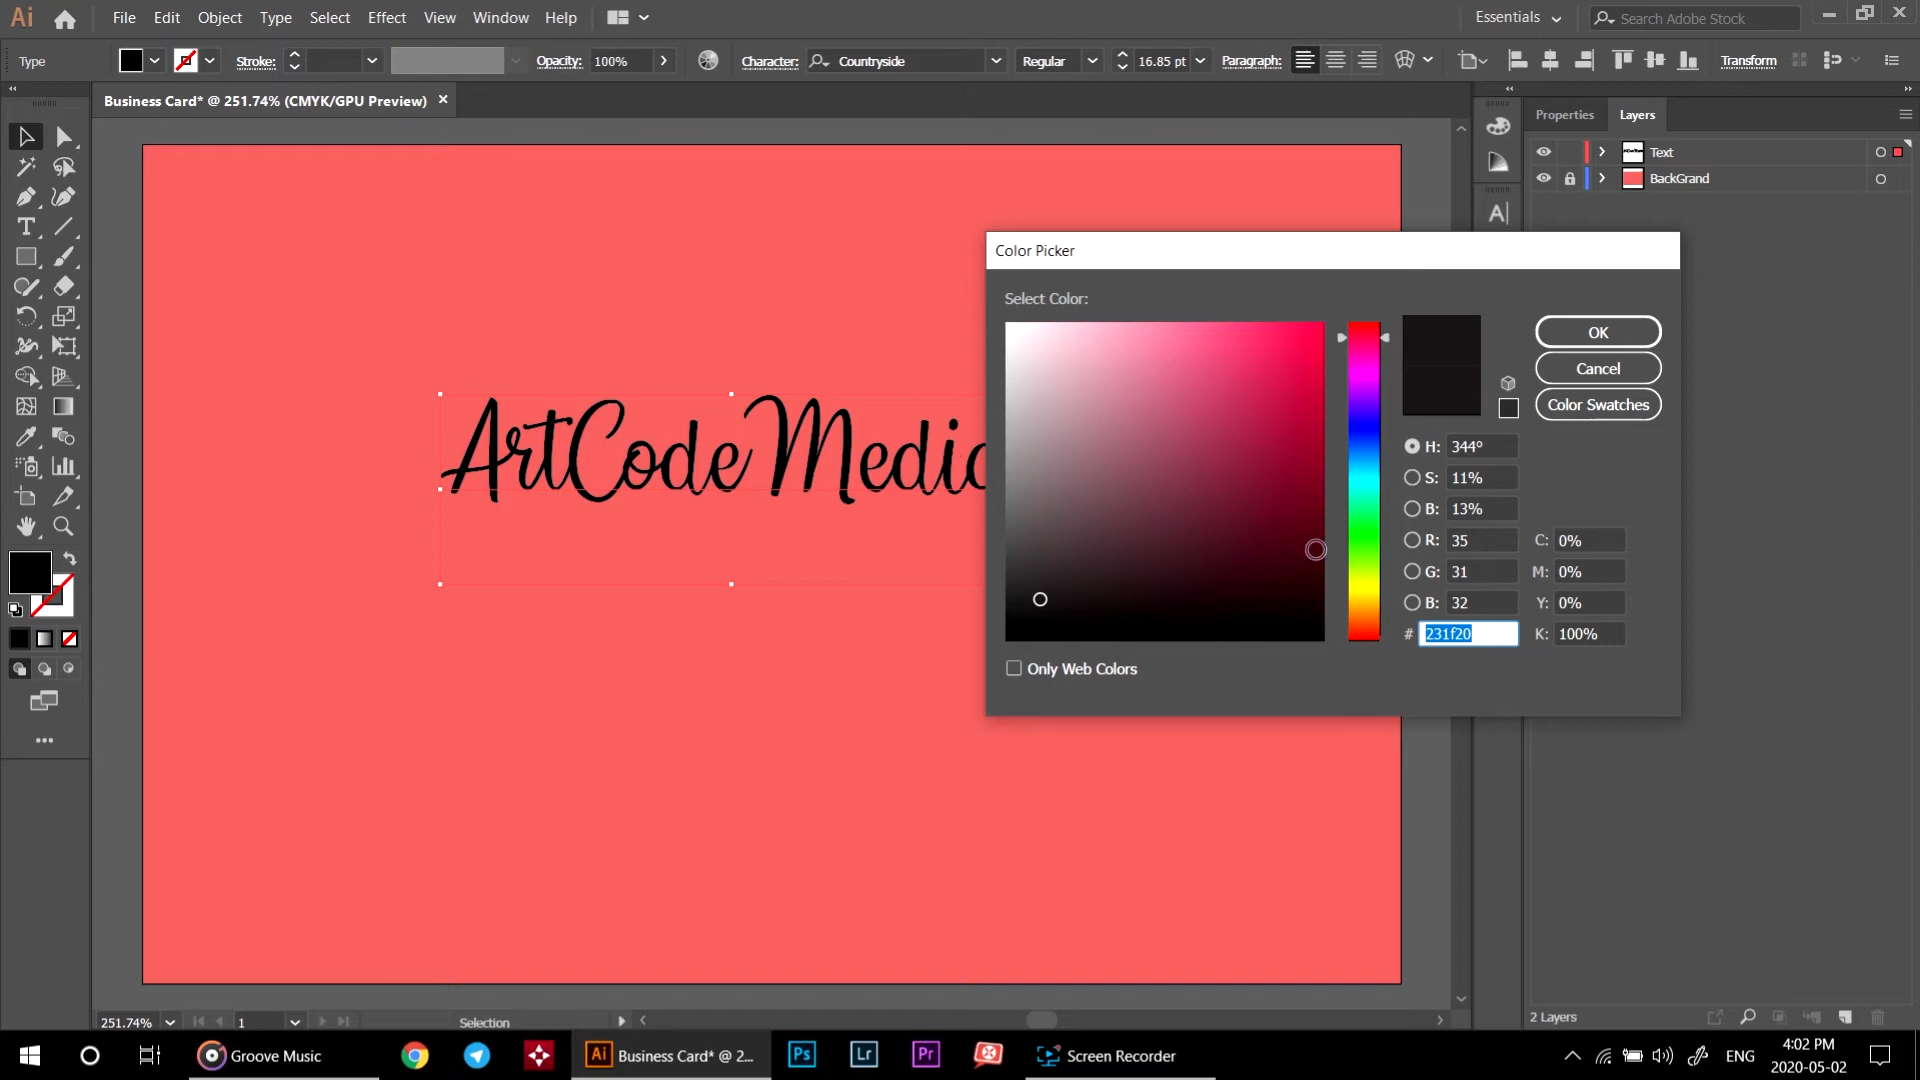 Ai File Edit Object Type Select Effect View Window Help Essentials Search Adobe Stock
Type Stroke: Opacity: 100% Character: Countryside Regular 16.85 pt Paragraph: Transform
Business Card* @ 251.74% (CMYK/GPU Preview)
Properties Layers
Text
BackGrand
ArtCode Media
Color Picker
Select Color:
OK
Cancel
Color Swatches
H: 344°
S: 11%
B: 13%
R: 35 C: 0%
G: 31 M: 0%
B: 32 Y: 0%
# 231f20 K: 100%
Only Web Colors
251.74% 1 Selection
2 Layers
Groove Music Ai Business Card* @ 2... Ps Lr Pr Screen Recorder ENG
4:02 PM
2020-05-02